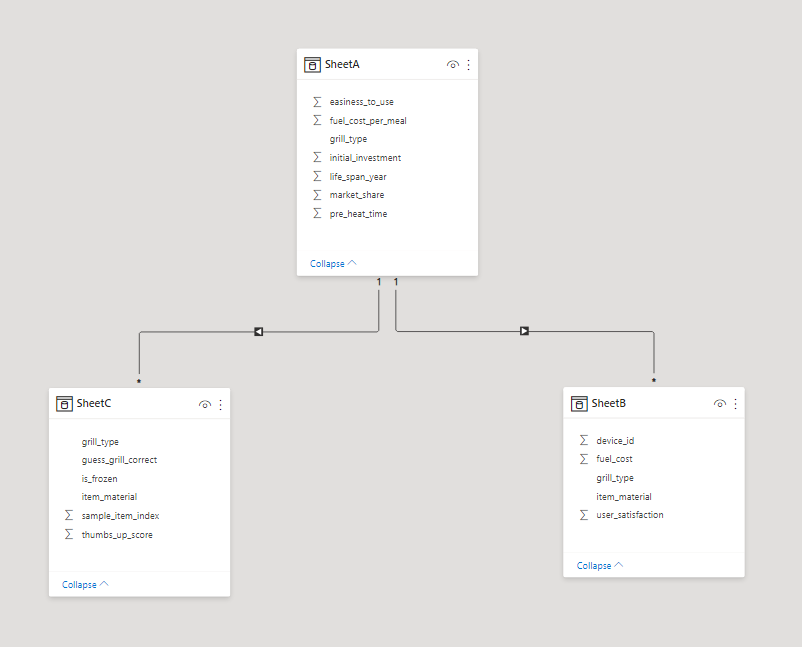 SheetA
Σ easiness_to_use
Σ fuel_cost_per_meal
grill_type
Σ initial_investment
Σ life_span_year
Σ market_share
Σ pre_heat_time
Collapse
1 1
*
*
SheetC
grill_type
guess_grill_correct
is_frozen
item_material
Σ sample_item_index
Σ thumbs_up_score
Collapse
SheetB
Σ device_id
Σ fuel_cost
grill_type
item_material
Σ user_satisfaction
Collapse